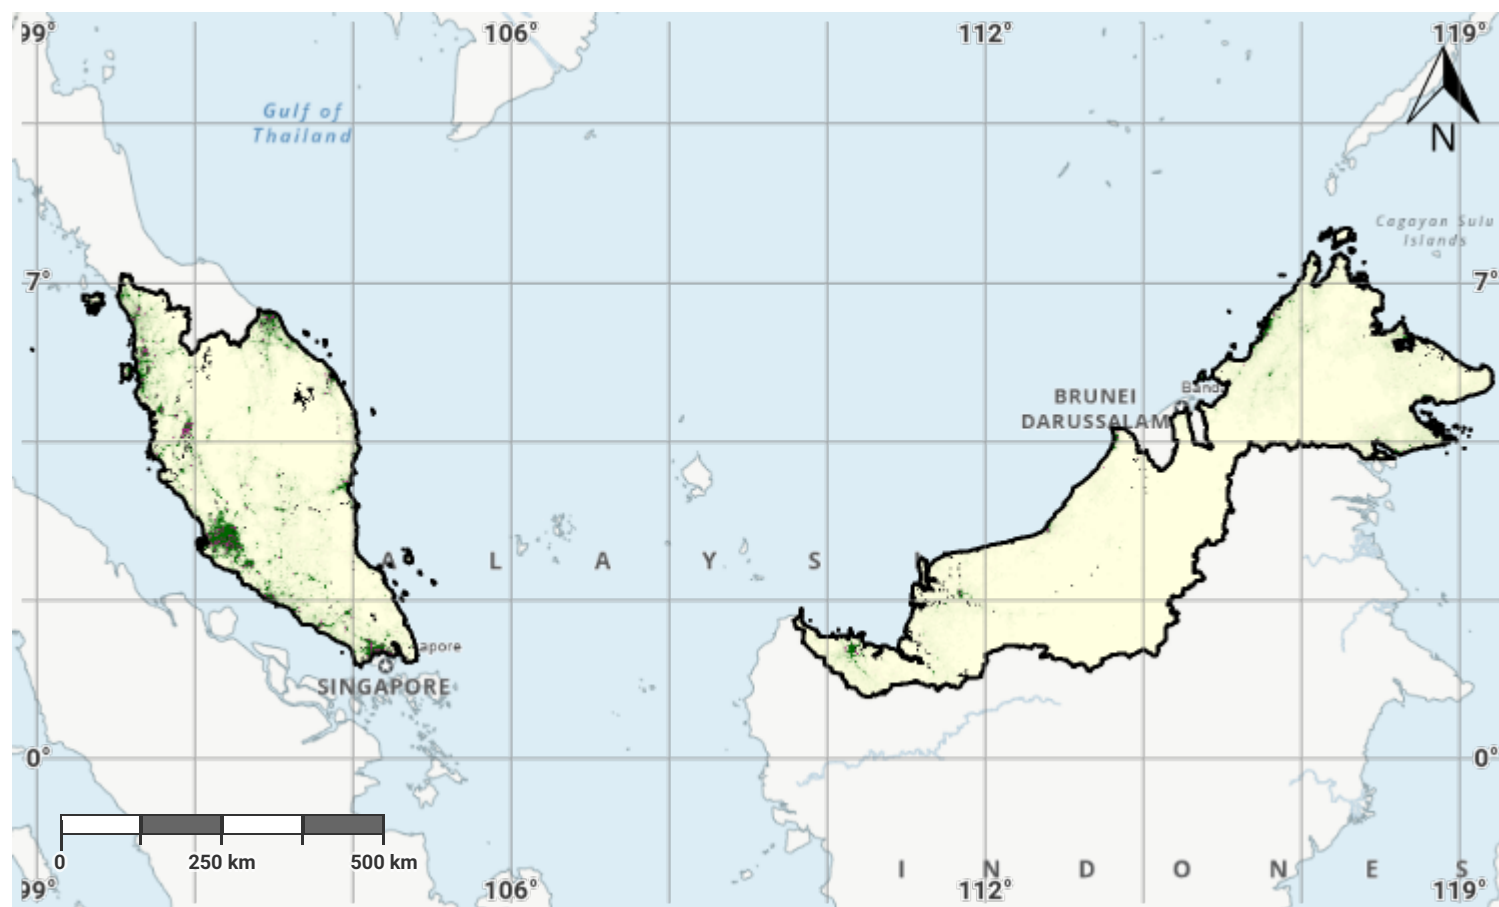 99°
106°
112°
119°
N
Gulf of
Thailand
Cagayan Sulu
Islands
7°
7°
Band
BRUNEI
DARUSSALAM
A L A Y S I
apore
SINGAPORE
0°
0°
0
250 km
500 km
I N D O N E S
99°
106°
112°
119°